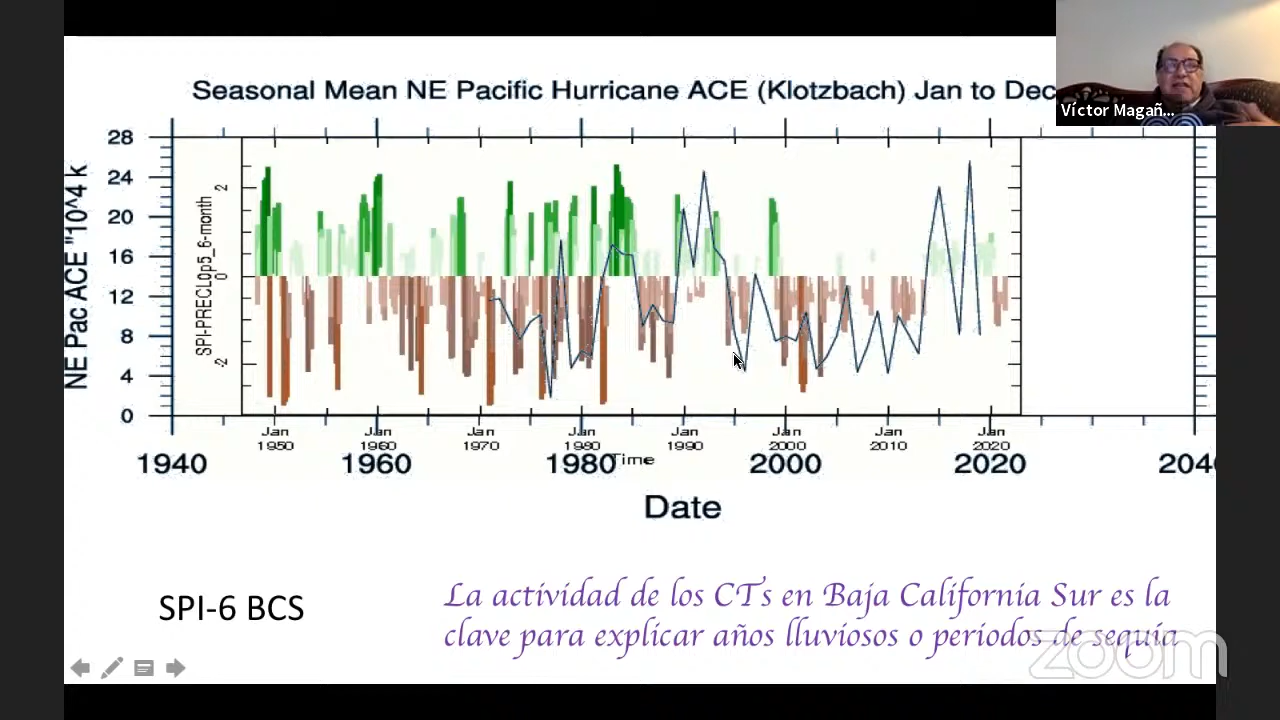 Seasonal Mean NE Pacific Hurricane ACE (Klotzbach) Jan to Dec
Víctor Magañ...
NE Pac ACE "10^4 k
28
24
20
16
12
8
4
0
SPI-PRECLOp5_6-month
2
0
-2
Jan Jan Jan Jan Jan Jan Jan Jan
1950 1960 1970 1980 1990 2000 2010 2020
Time
1940 1960 1980 2000 2020
Date
SPI-6 BCS
La actividad de los CTs en Baja California Sur es la
clave para explicar años lluviosos o periodos de sequía
zoom